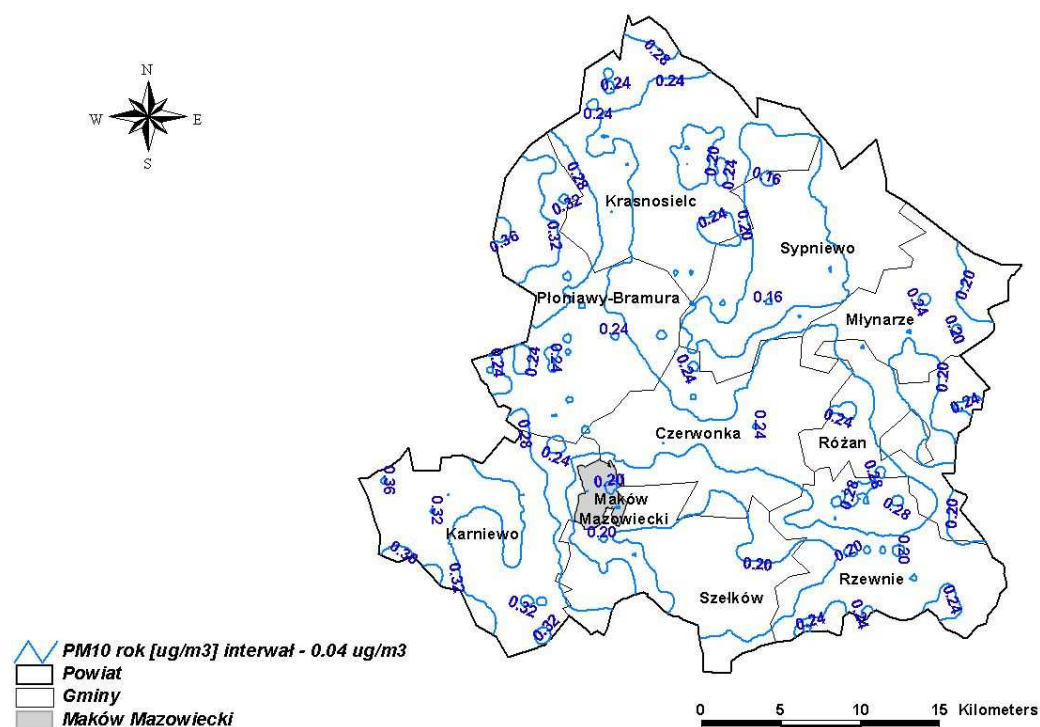 N
W
E
S
0.28
0.24
0.24
0.24
0.28
0.20
0.24
0.16
0.32
Krasnosielc
0.24
0.20
0.36
0.32
Sypniewo
0.20
Płoniawy-Bramura
0.16
0.24
Młynarze
0.24
0.20
0.24
0.24
0.24
0.24
0.20
0.24
0.24
0.28
0.24
Czerwonka
0.24
Różan
0.24
0.36
0.20
0.28
0.28
0.28
0.20
Maków
Mazowiecki
0.32
Karniewo
0.20
0.36
0.32
0.20
0.20
0.20
Rzewnie
Szelków
0.32
0.32
0.24
0.24
0.24
PM10 rok [ug/m3] interwał - 0.04 ug/m3
Powiat
Gminy
Maków Mazowiecki
0 5 10 15 Kilometers